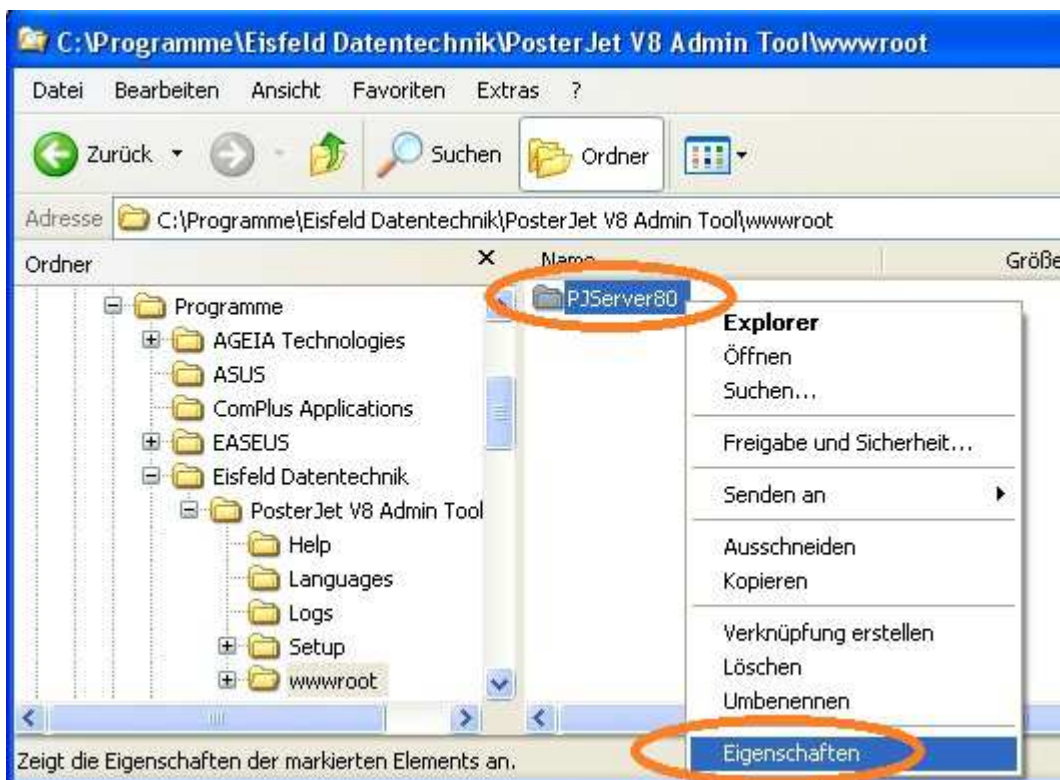 C:\Programme\Eisfeld Datentechnik\PosterJet V8 Admin Tool\wwwroot
Datei Bearbeiten Ansicht Favoriten Extras ?
Zurück Suchen Ordner
Adresse C:\Programme\Eisfeld Datentechnik\PosterJet V8 Admin Tool\wwwroot
Ordner
Programme
AGEIA Technologies
ASUS
ComPlus Applications
EASEUS
Eisfeld Datentechnik
PosterJet V8 Admin Tool
Help
Languages
Logs
Setup
wwwroot
Name Größe
PJServer80
Explorer
Öffnen
Suchen...
Freigabe und Sicherheit...
Senden an
Ausschneiden
Kopieren
Verknüpfung erstellen
Löschen
Umbenennen
Eigenschaften
Zeigt die Eigenschaften der markierten Elements an.